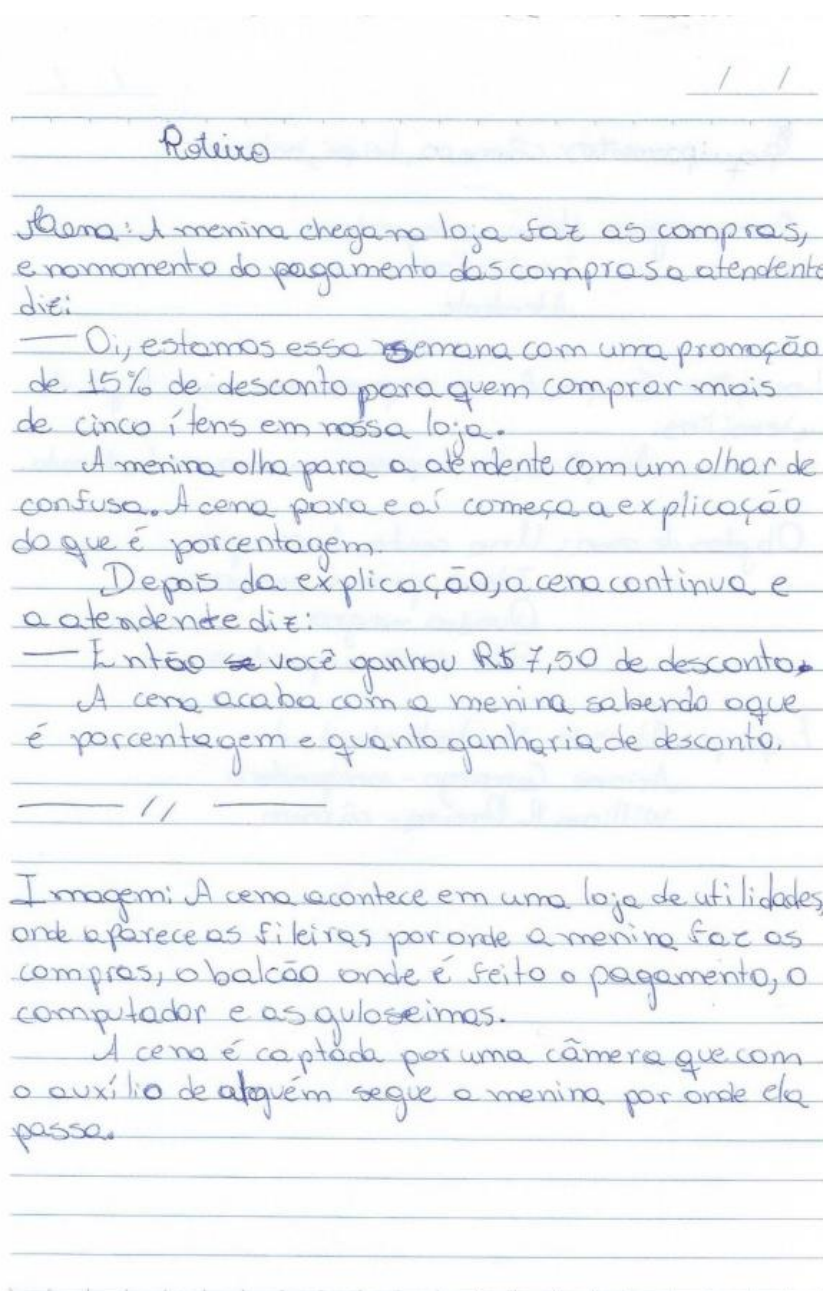 / /
Roteiro
Cena: A menina chega na loja faz as compras,
e no momento do pagamento das compras a atendente
diz:
— Oi, estamos essa semana com uma promoção
de 15% de desconto para quem comprar mais
de cinco ítens em nossa loja.
A menina olha para a atendente com um olhar de
confusa. A cena para e aí começa a explicação
do que é porcentagem.
Depois da explicação, a cena continua e
a atendente diz:
— Então se você ganhou R$ 7,50 de desconto.
A cena acaba com a menina sabendo o que
é porcentagem e quanto ganharia de desconto.
— // —
Imagem: A cena acontece em uma loja de utilidades,
onde aparece as fileiras por onde a menina faz as
compras, o balcão onde é feito o pagamento, o
computador e as guloseimas.
A cena é captada por uma câmera que com
o auxílio de alguém segue a menina por onde ela
passa.